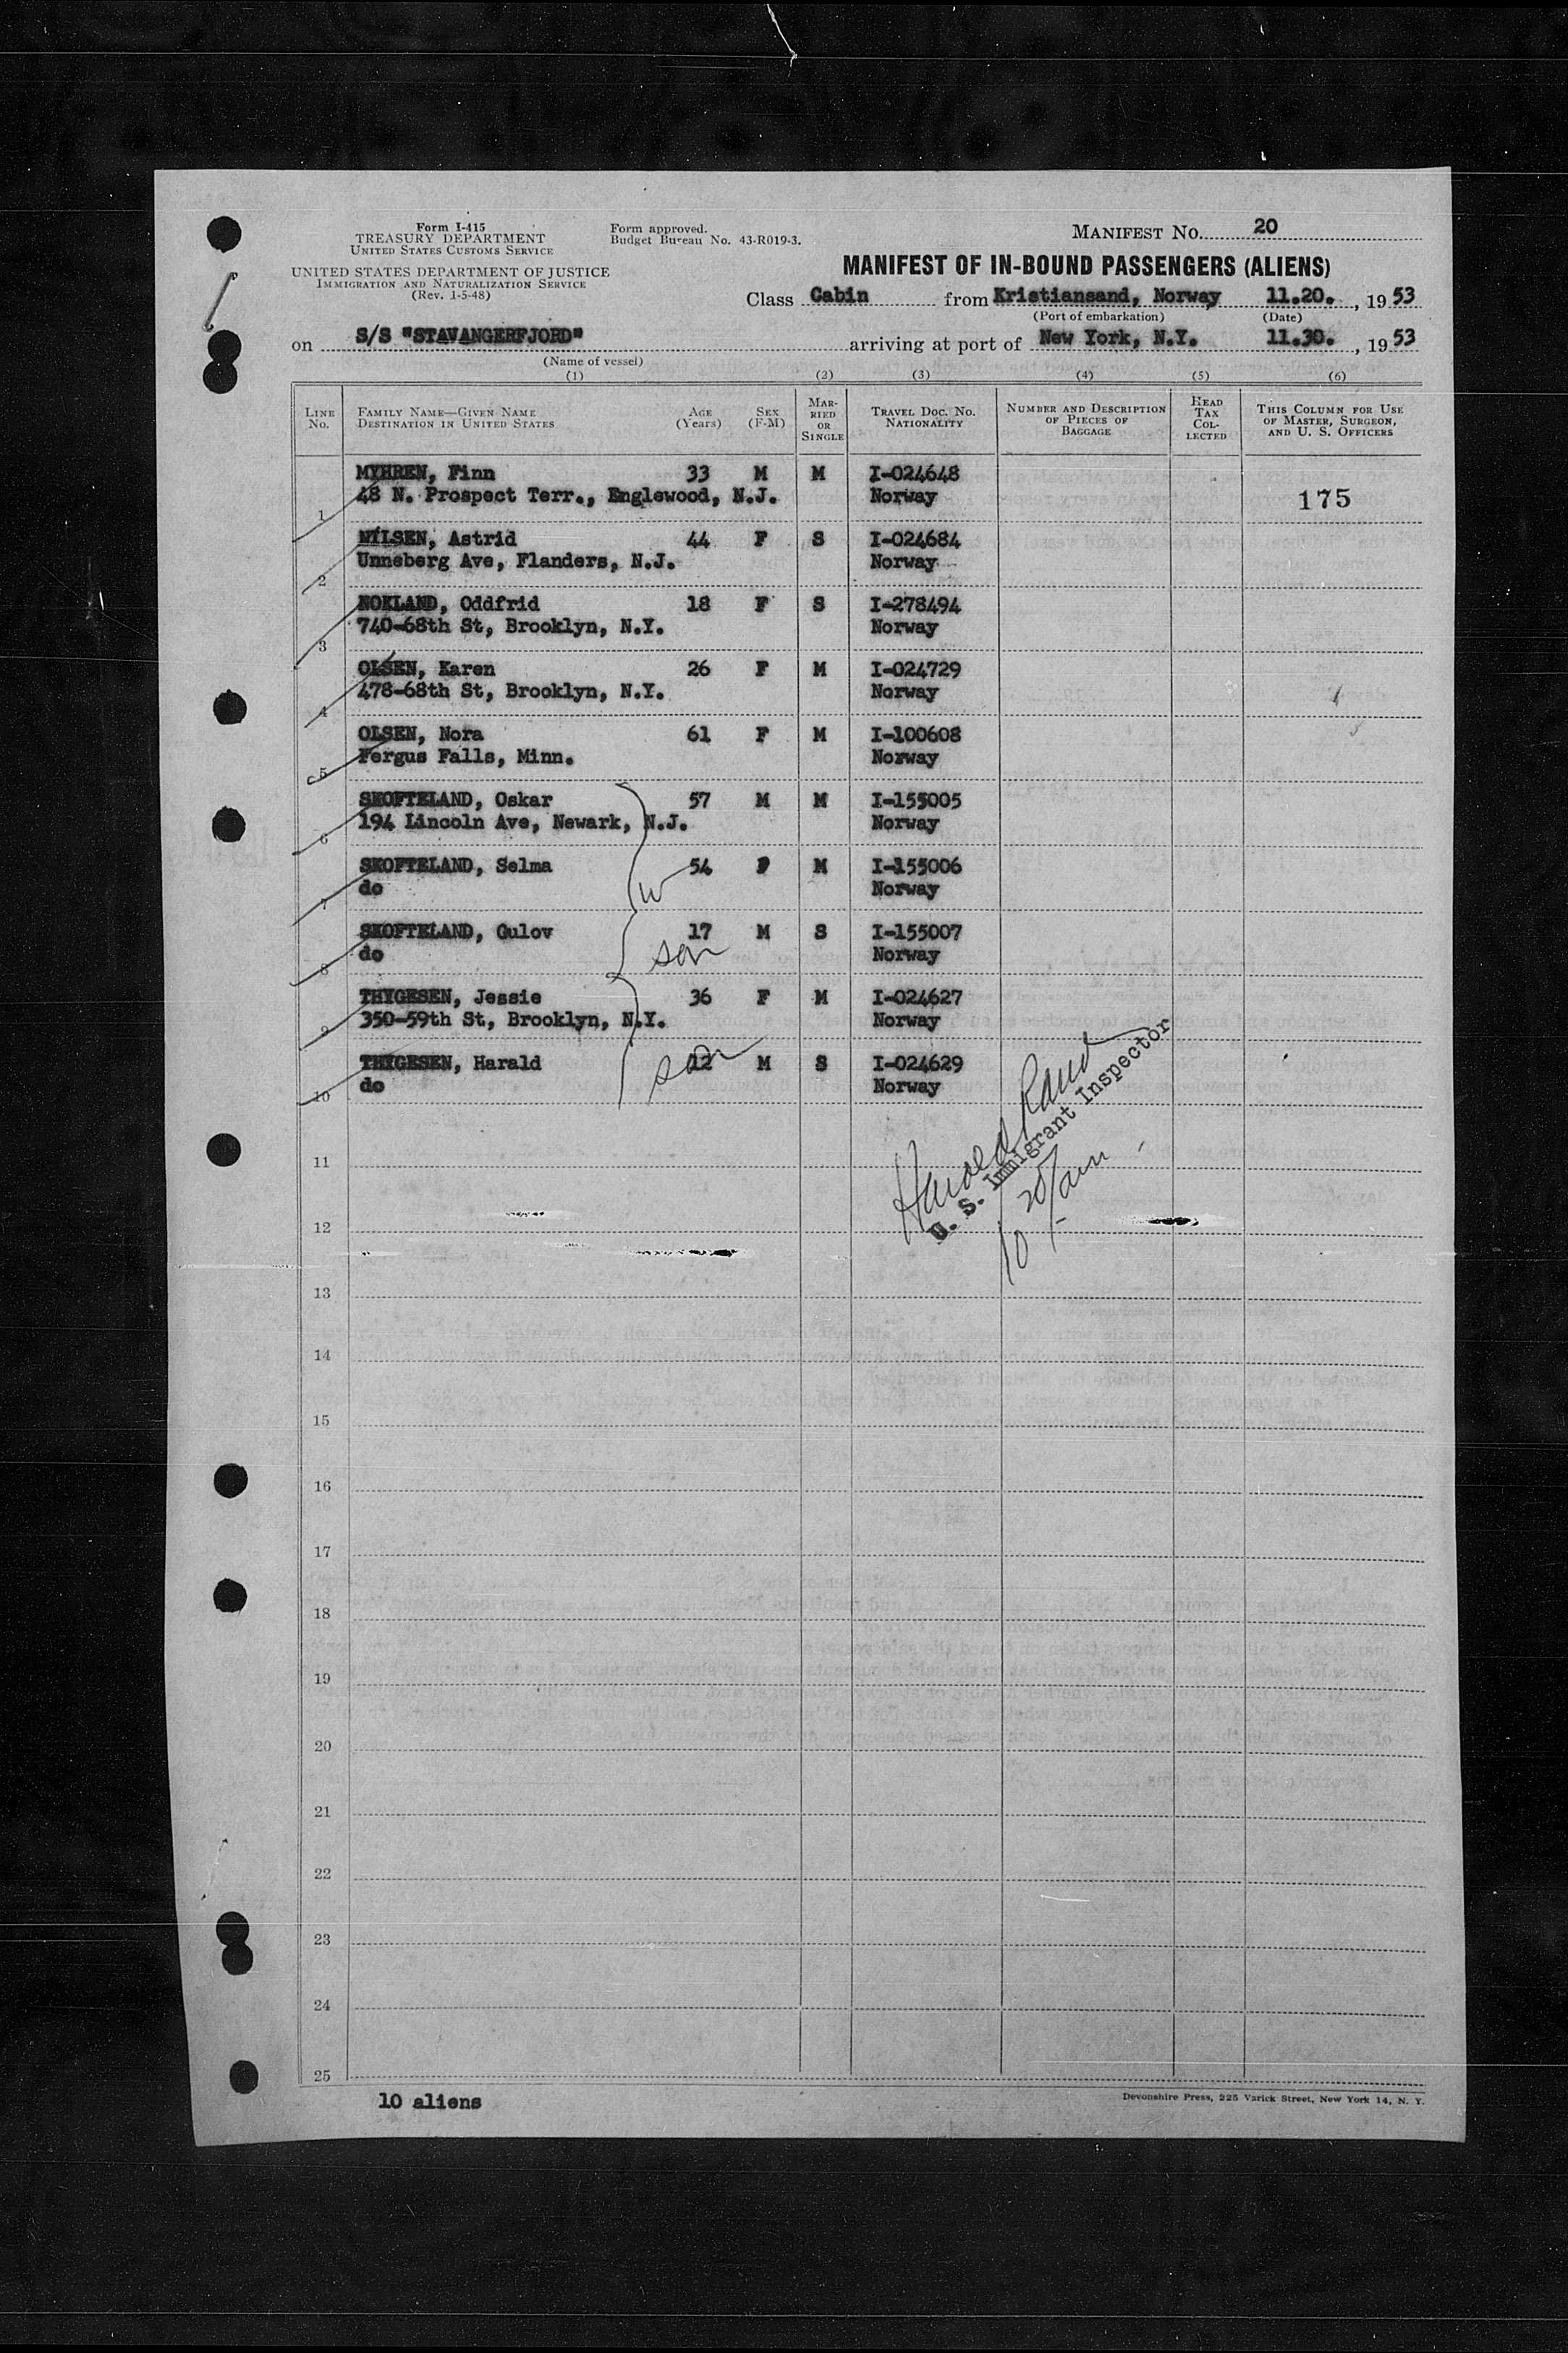 Form I-415
TREASURY DEPARTMENT
UNITED STATES CUSTOMS SERVICE
UNITED STATES DEPARTMENT OF JUSTICE
IMMIGRATION AND NATURALIZATION SERVICE
(Rev. 1-5-48)
Form approved.
Budget Bureau No. 43-R019-3.
MANIFEST NO. 20
MANIFEST OF IN-BOUND PASSENGERS (ALIENS)
Class Cabin from Kristiansand, Norway 11.20. , 19 53
(Port of embarkation) (Date)
on S/S "STAVANGERFJORD" arriving at port of New York, N.Y. 11.30. , 19 53
(Name of vessel)
(1) (2) (3) (4) (5) (6)
LINE NO. FAMILY NAME—GIVEN NAME DESTINATION IN UNITED STATES AGE (Years) SEX (F-M) MARRIED OR SINGLE TRAVEL DOC. NO. NATIONALITY NUMBER AND DESCRIPTION OF PIECES OF BAGGAGE HEAD TAX COLLECTED THIS COLUMN FOR USE OF MASTER, SURGEON, AND U. S. OFFICERS
MYHREN, Finn 33 M M I-024648
1 48 N. Prospect Terr., Englewood, N.J. Norway 175
NILSEN, Astrid 44 F S I-024684
2 Unneberg Ave, Flanders, N.J. Norway
NOKLAND, Oddfrid 18 F S I-278494
3 740-68th St, Brooklyn, N.Y. Norway
OLSEN, Karen 26 F M I-024729
4 478-68th St, Brooklyn, N.Y. Norway
OLSEN, Nora 61 F M I-100608
5 Fergus Falls, Minn. Norway
SKOFTELAND, Oskar 57 M M I-155005
6 194 Lincoln Ave, Newark, N.J. Norway
SKOFTELAND, Selma 54 F M I-155006
7 do w Norway
SKOFTELAND, Gulov 17 M S I-155007
8 do son Norway
THYGESEN, Jessie 36 F M I-024627
9 350-59th St, Brooklyn, N.Y. Norway
THYGESEN, Harald 12 M S I-024629
10 do son Norway
Harold Rand
U. S. Immigrant Inspector
10 20/ am
11
12
13
14
15
16
17
18
19
20
21
22
23
24
25
10 aliens
Devonshire Press, 225 Varick Street, New York 14, N. Y.